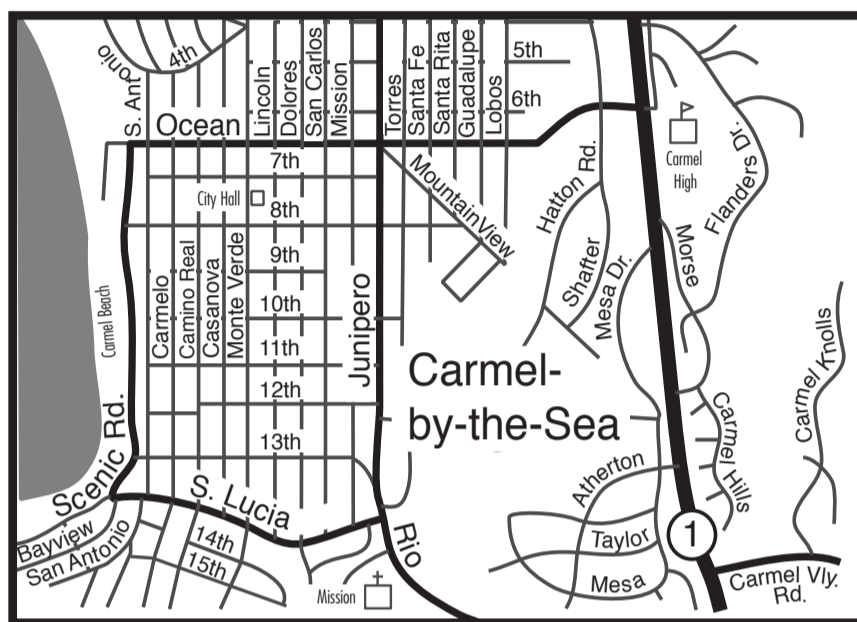 S. Ant
onio
4th
Lincoln
Dolores
San Carlos
Mission
Torres
Santa Fe
Santa Rita
Guadalupe
Lobos
5th
6th
Ocean
Carmel
High
7th
City Hall
8th
Mountain View
Hatton Rd.
Flanders Dr.
9th
Shafter
Mesa Dr.
Morse
Carmel Beach
Carmelo
Camino Real
Casanova
Monte Verde
10th
11th
Junipero
12th
13th
Carmel-
by-the-Sea
Carmel Knolls
Carmel Hills
Scenic Rd.
S. Lucia
Atherton
Bayview
San Antonio
14th
15th
Rio
Taylor
Mesa
1
Mission
Carmel Vly.
Rd.